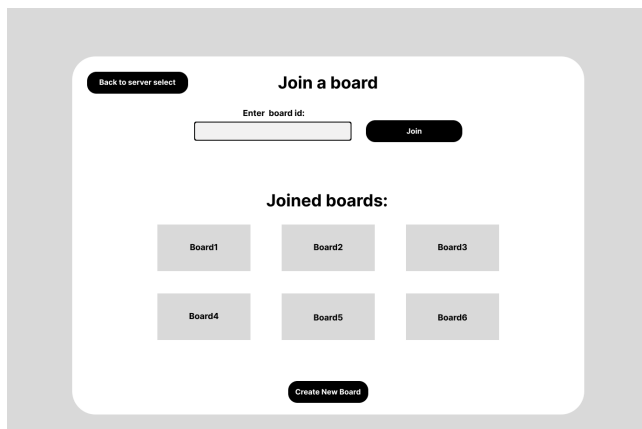 Back to server select
Join a board
Enter board id:
Join
Joined boards:
Board1
Board2
Board3
Board4
Board5
Board6
Create New Board